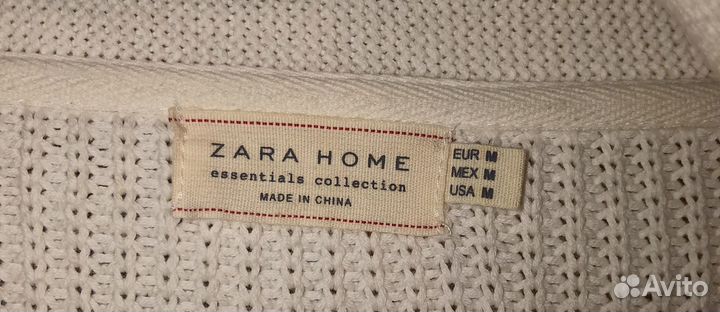 ZARA HOME
essentials collection
MADE IN CHINA
EUR M
MEX M
USA M
Avito